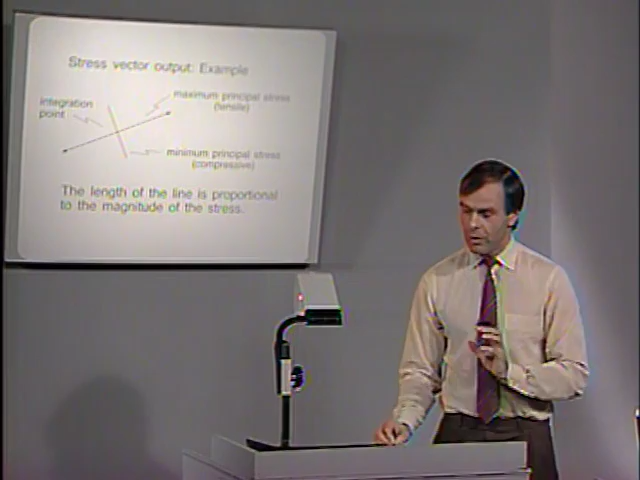 Stress vector output: Example
maximum principal stress
(tensile)
integration
point
minimum principal stress
(compressive)
The length of the line is proportional
to the magnitude of the stress.